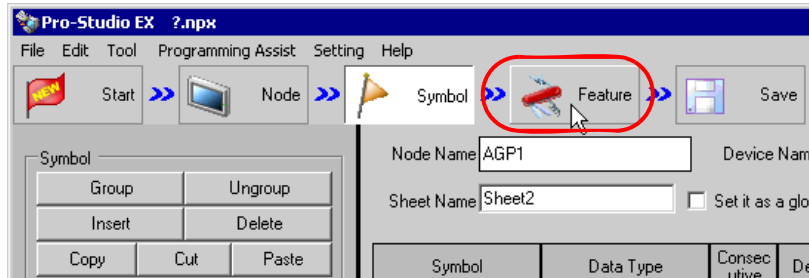 Pro-Studio EX ?.npx
File Edit Tool Programming Assist Setting Help
NEW Start Node Symbol Feature Save
Symbol
Node Name AGP1 Device
Group Ungroup
Sheet Name Sheet2 Set it as a
Insert Delete
Copy Cut Paste
Symbol Data Type Consec
utive